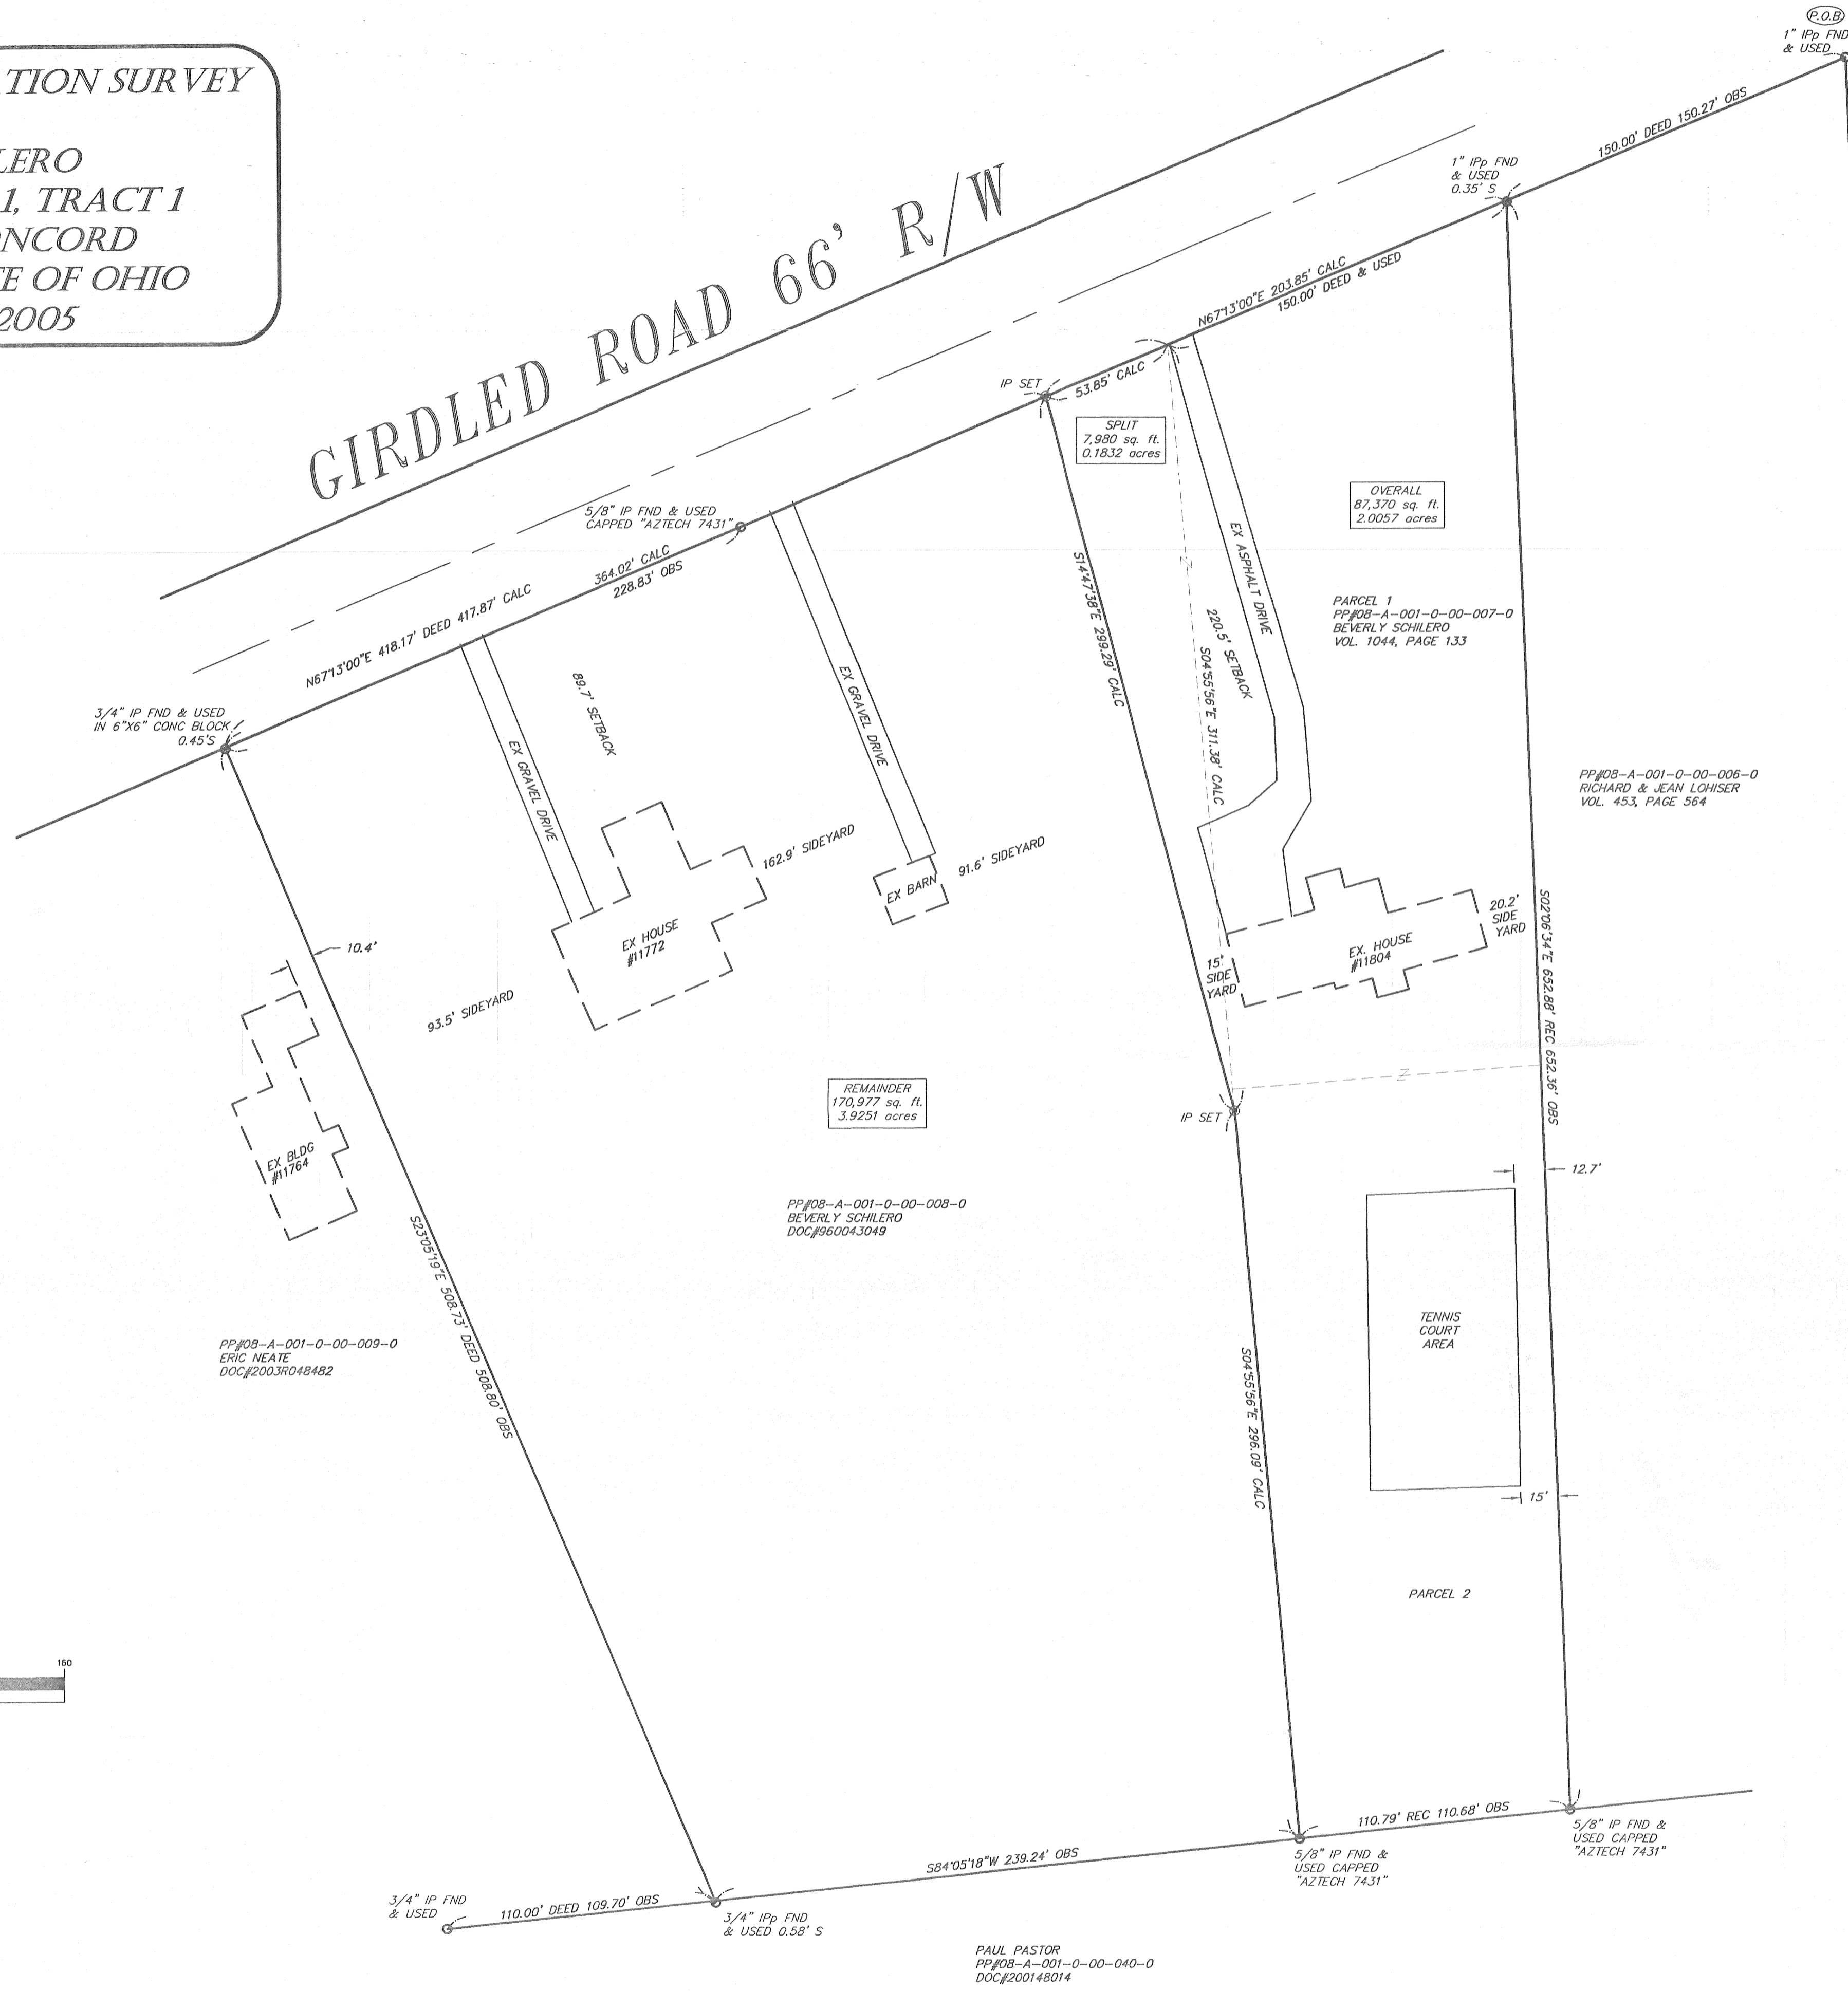 TION SURVEY
LERO
1, TRACT 1
ONCORD
TE OF OHIO
2005
P.O.B
1" IPp FND
& USED
150.00' DEED 150.27' OBS
1" IPp FND
& USED
0.35' S
GIRDLED ROAD 66' R/W
N67°13'00"E 203.85' CALC
150.00' DEED & USED
IP SET
53.85' CALC
SPLIT
7,980 sq. ft.
0.1832 acres
OVERALL
87,370 sq. ft.
2.0057 acres
5/8" IP FND & USED
CAPPED "AZTECH 7431"
364.02' CALC
228.83' OBS
N67°13'00"E 418.17' DEED 417.87' CALC
3/4" IP FND & USED
IN 6"X6" CONC BLOCK
0.45'S
EX GRAVEL DRIVE
89.7' SETBACK
EX GRAVEL DRIVE
S14°47'38"E 299.29' CALC
Z
220.5' SETBACK
S04°55'56"E 311.38' CALC
EX ASPHALT DRIVE
PARCEL 1
PP#08-A-001-0-00-007-0
BEVERLY SCHILERO
VOL. 1044, PAGE 133
PP#08-A-001-0-00-006-0
RICHARD & JEAN LOHISER
VOL. 453, PAGE 564
162.9' SIDEYARD
EX BARN
91.6' SIDEYARD
EX HOUSE
#11772
93.5' SIDEYARD
10.4'
EX. HOUSE
#11804
20.2'
SIDE
YARD
15'
SIDE
YARD
S02°06'34"E 652.88' REC 652.36' OBS
Z
REMAINDER
170,977 sq. ft.
3.9251 acres
IP SET
EX BLDG
#11764
12.7'
PP#08-A-001-0-00-008-0
BEVERLY SCHILERO
DOC#960043049
S23°05'19"E 508.73' DEED 508.80' OBS
PP#08-A-001-0-00-009-0
ERIC NEATE
DOC#2003R048482
TENNIS
COURT
AREA
S04°55'56"E 296.09' CALC
15'
PARCEL 2
160
110.79' REC 110.68' OBS
5/8" IP FND &
USED CAPPED
"AZTECH 7431"
5/8" IP FND &
USED CAPPED
"AZTECH 7431"
S84°05'18"W 239.24' OBS
3/4" IP FND
& USED
110.00' DEED 109.70' OBS
3/4" IPp FND
& USED 0.58' S
PAUL PASTOR
PP#08-A-001-0-00-040-0
DOC#200148014